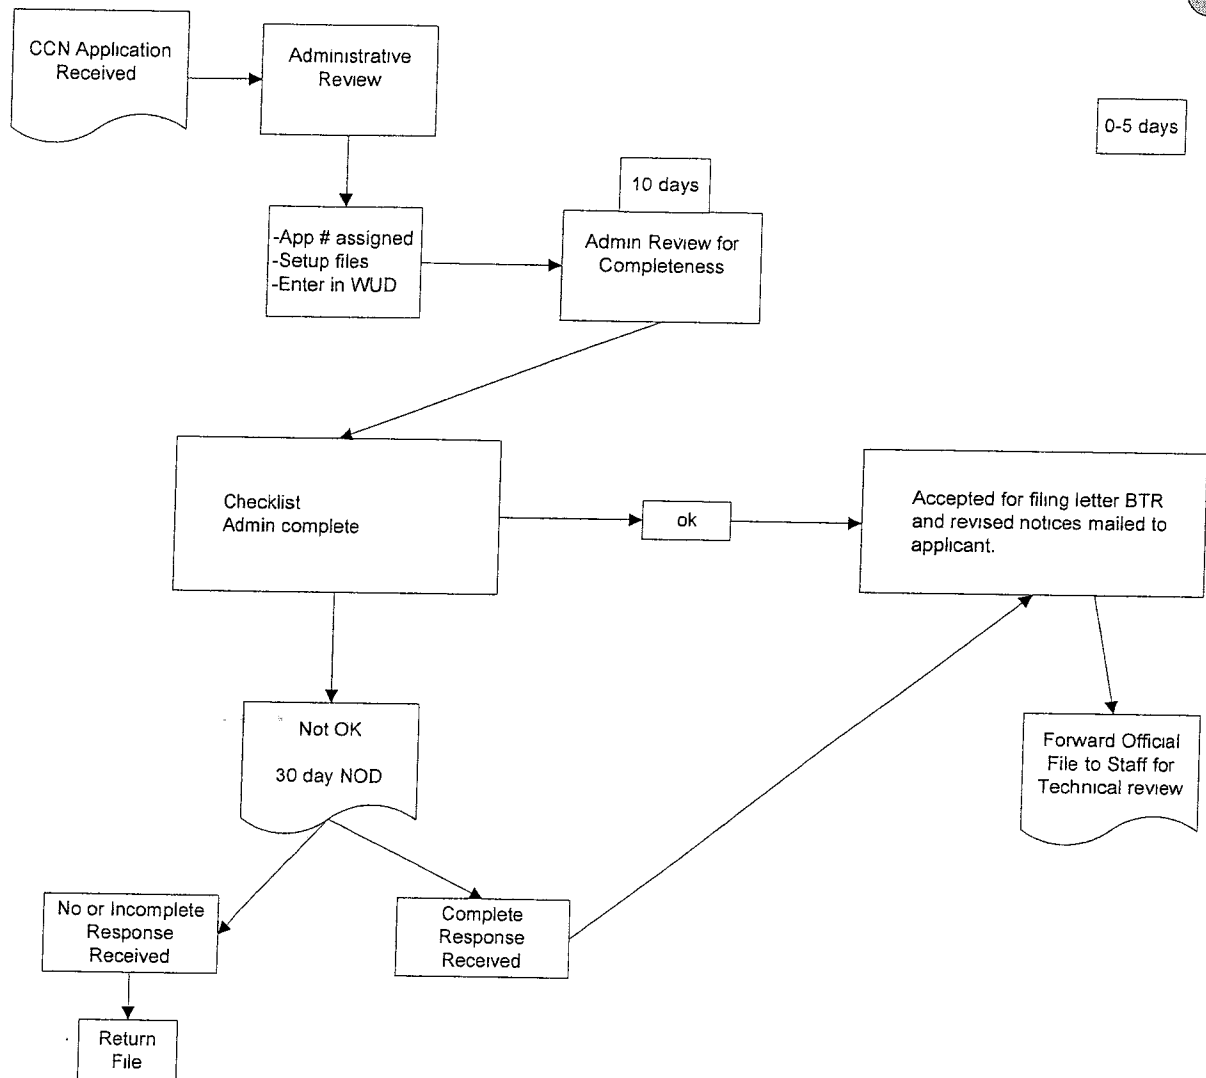 CCN Application
Received
Administrative
Review
0-5 days
10 days
-App # assigned
-Setup files
-Enter in WUD
Admin Review for
Completeness
Checklist
Admin complete
ok
Accepted for filing letter BTR
and revised notices mailed to
applicant.
Not OK
30 day NOD
Forward Official
File to Staff for
Technical review
No or Incomplete
Response
Received
Complete
Response
Received
Return
File